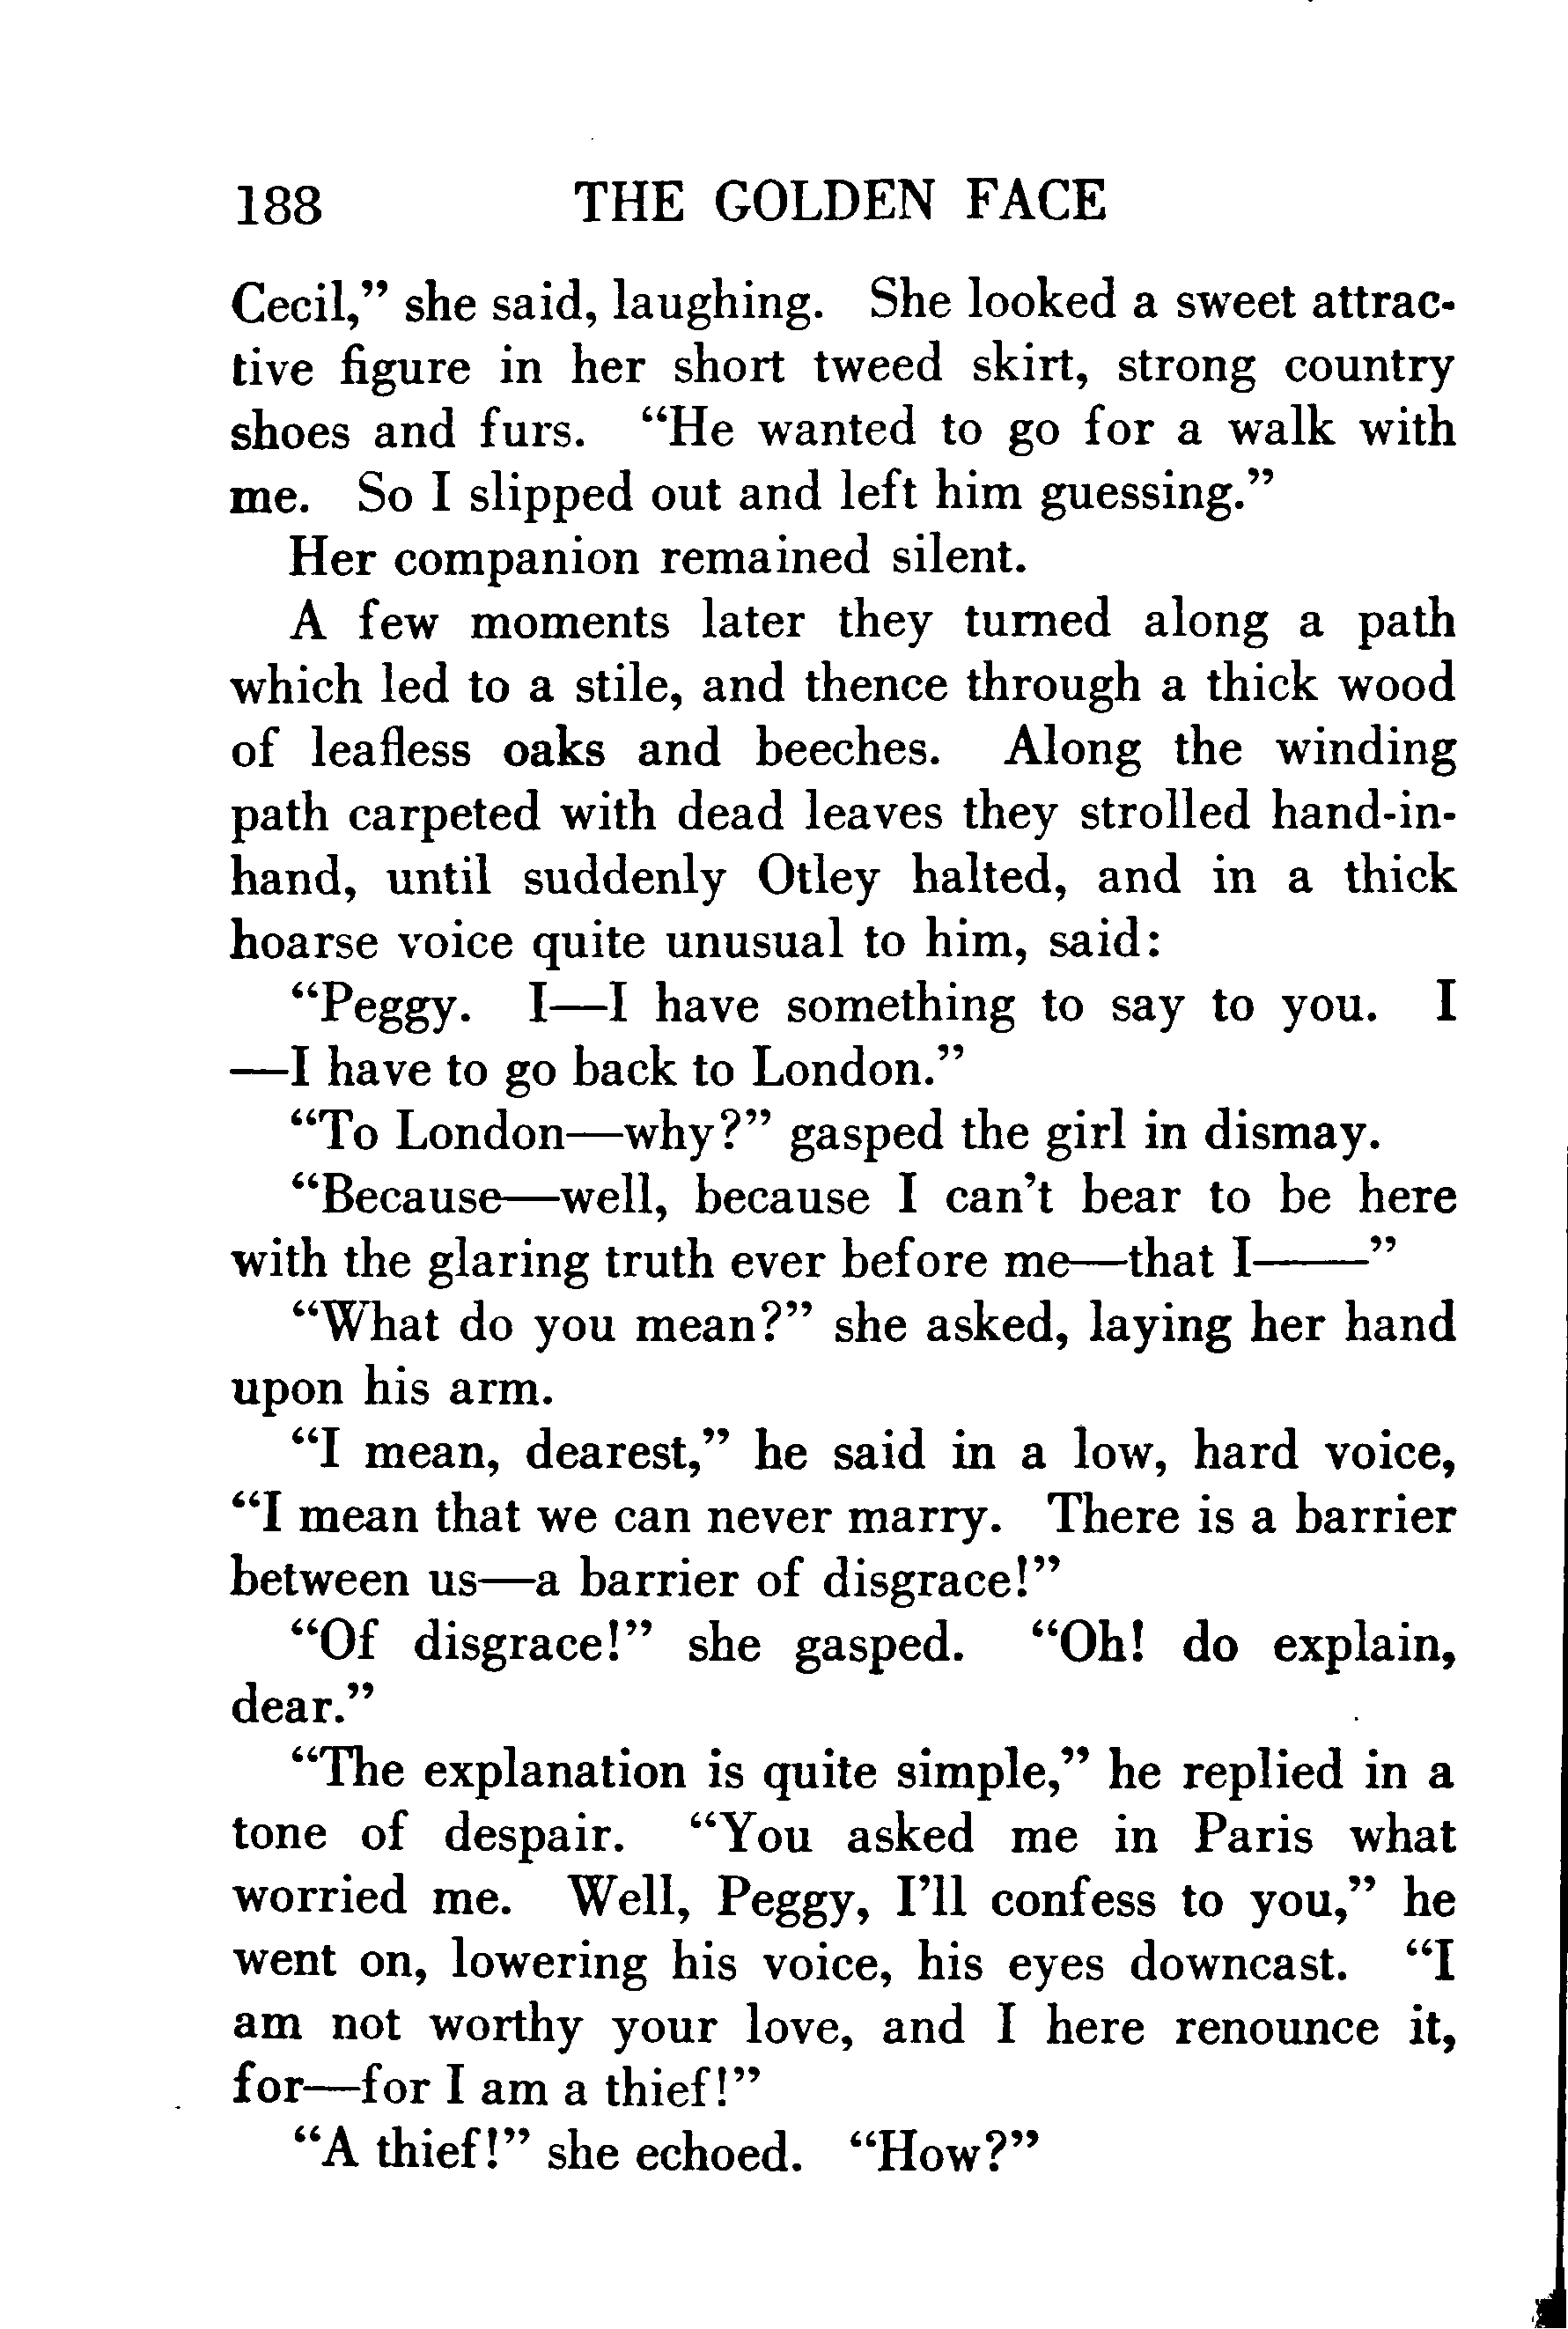 188 THE GOLDEN FACE
Cecil,” she said, laughing. She looked a sweet attrac-
tive figure in her short tweed skirt, strong country
shoes and furs. “He wanted to go for a walk with
me. So I slipped out and left him guessing.”
Her companion remained silent.
A few moments later they turned along a path
which led to a stile, and thence through a thick wood
of leafless oaks and beeches. Along the winding
path carpeted with dead leaves they strolled hand-in-
hand, until suddenly Otley halted, and in a thick
hoarse voice quite unusual to him, said:
“Peggy. I—I have something to say to you. I
—I have to go back to London.”
“To London—why?” gasped the girl in dismay.
“Because—well, because I can’t bear to be here
with the glaring truth ever before me—that I——”
“What do you mean?” she asked, laying her hand
upon his arm.
“I mean, dearest,” he said in a low, hard voice,
“I mean that we can never marry. There is a barrier
between us—a barrier of disgrace!”
“Of disgrace!” she gasped. “Oh! do explain,
dear.”
“The explanation is quite simple,” he replied in a
tone of despair. “You asked me in Paris what
worried me. Well, Peggy, I’ll confess to you,” he
went on, lowering his voice, his eyes downcast. “I
am not worthy your love, and I here renounce it,
for—for I am a thief!”
“A thief!” she echoed. “How?”